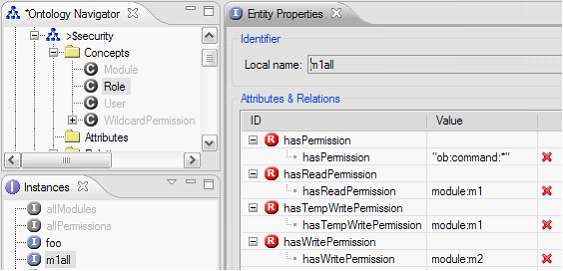 *Ontology Navigator
>$security
Concepts
Module
Role
User
WildcardPermission
Attributes
Instances
allModules
allPermissions
foo
m1all
Entity Properties
Identifier
Local name: m1all
Attributes & Relations
ID Value
hasPermission
hasPermission "ob:command:*"
hasReadPermission
hasReadPermission module:m1
hasTempWritePermission
hasTempWritePermission module:m1
hasWritePermission
hasWritePermission module:m2